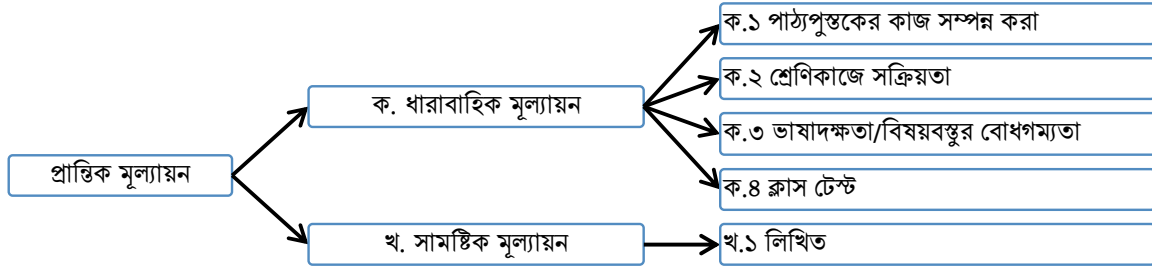 প্রান্তিক মূল্যায়ন
ক. ধারাবাহিক মূল্যায়ন
ক.১ পাঠ্যপুস্তকের কাজ সম্পন্ন করা
ক.২ শ্রেণিকাজে সক্রিয়তা
ক.৩ ভাষাদক্ষতা/বিষয়বস্তুর বোধগম্যতা
ক.৪ ক্লাস টেস্ট
খ. সামষ্টিক মূল্যায়ন
খ.১ লিখিত